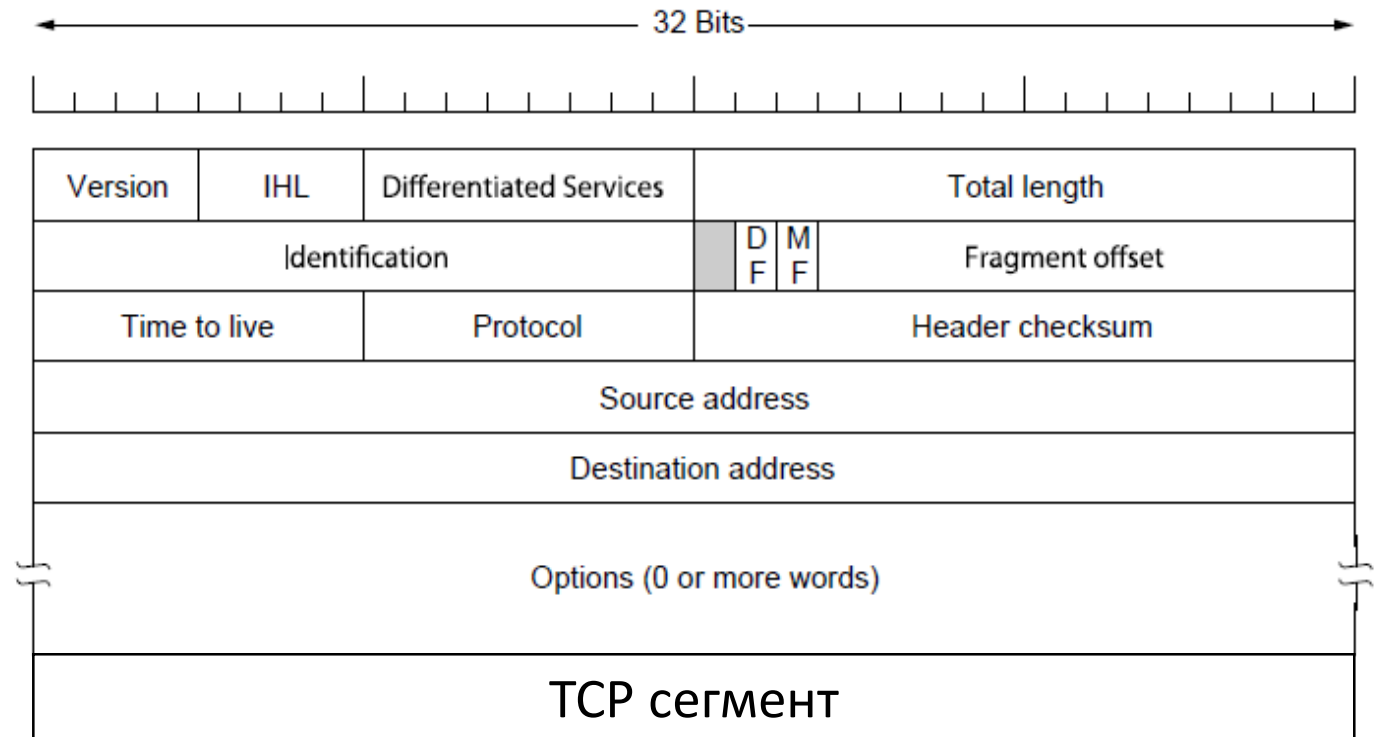 32 Bits
Version IHL Differentiated Services Total length
Identification D F M F Fragment offset
Time to live Protocol Header checksum
Source address
Destination address
Options (0 or more words)
TCP сегмент